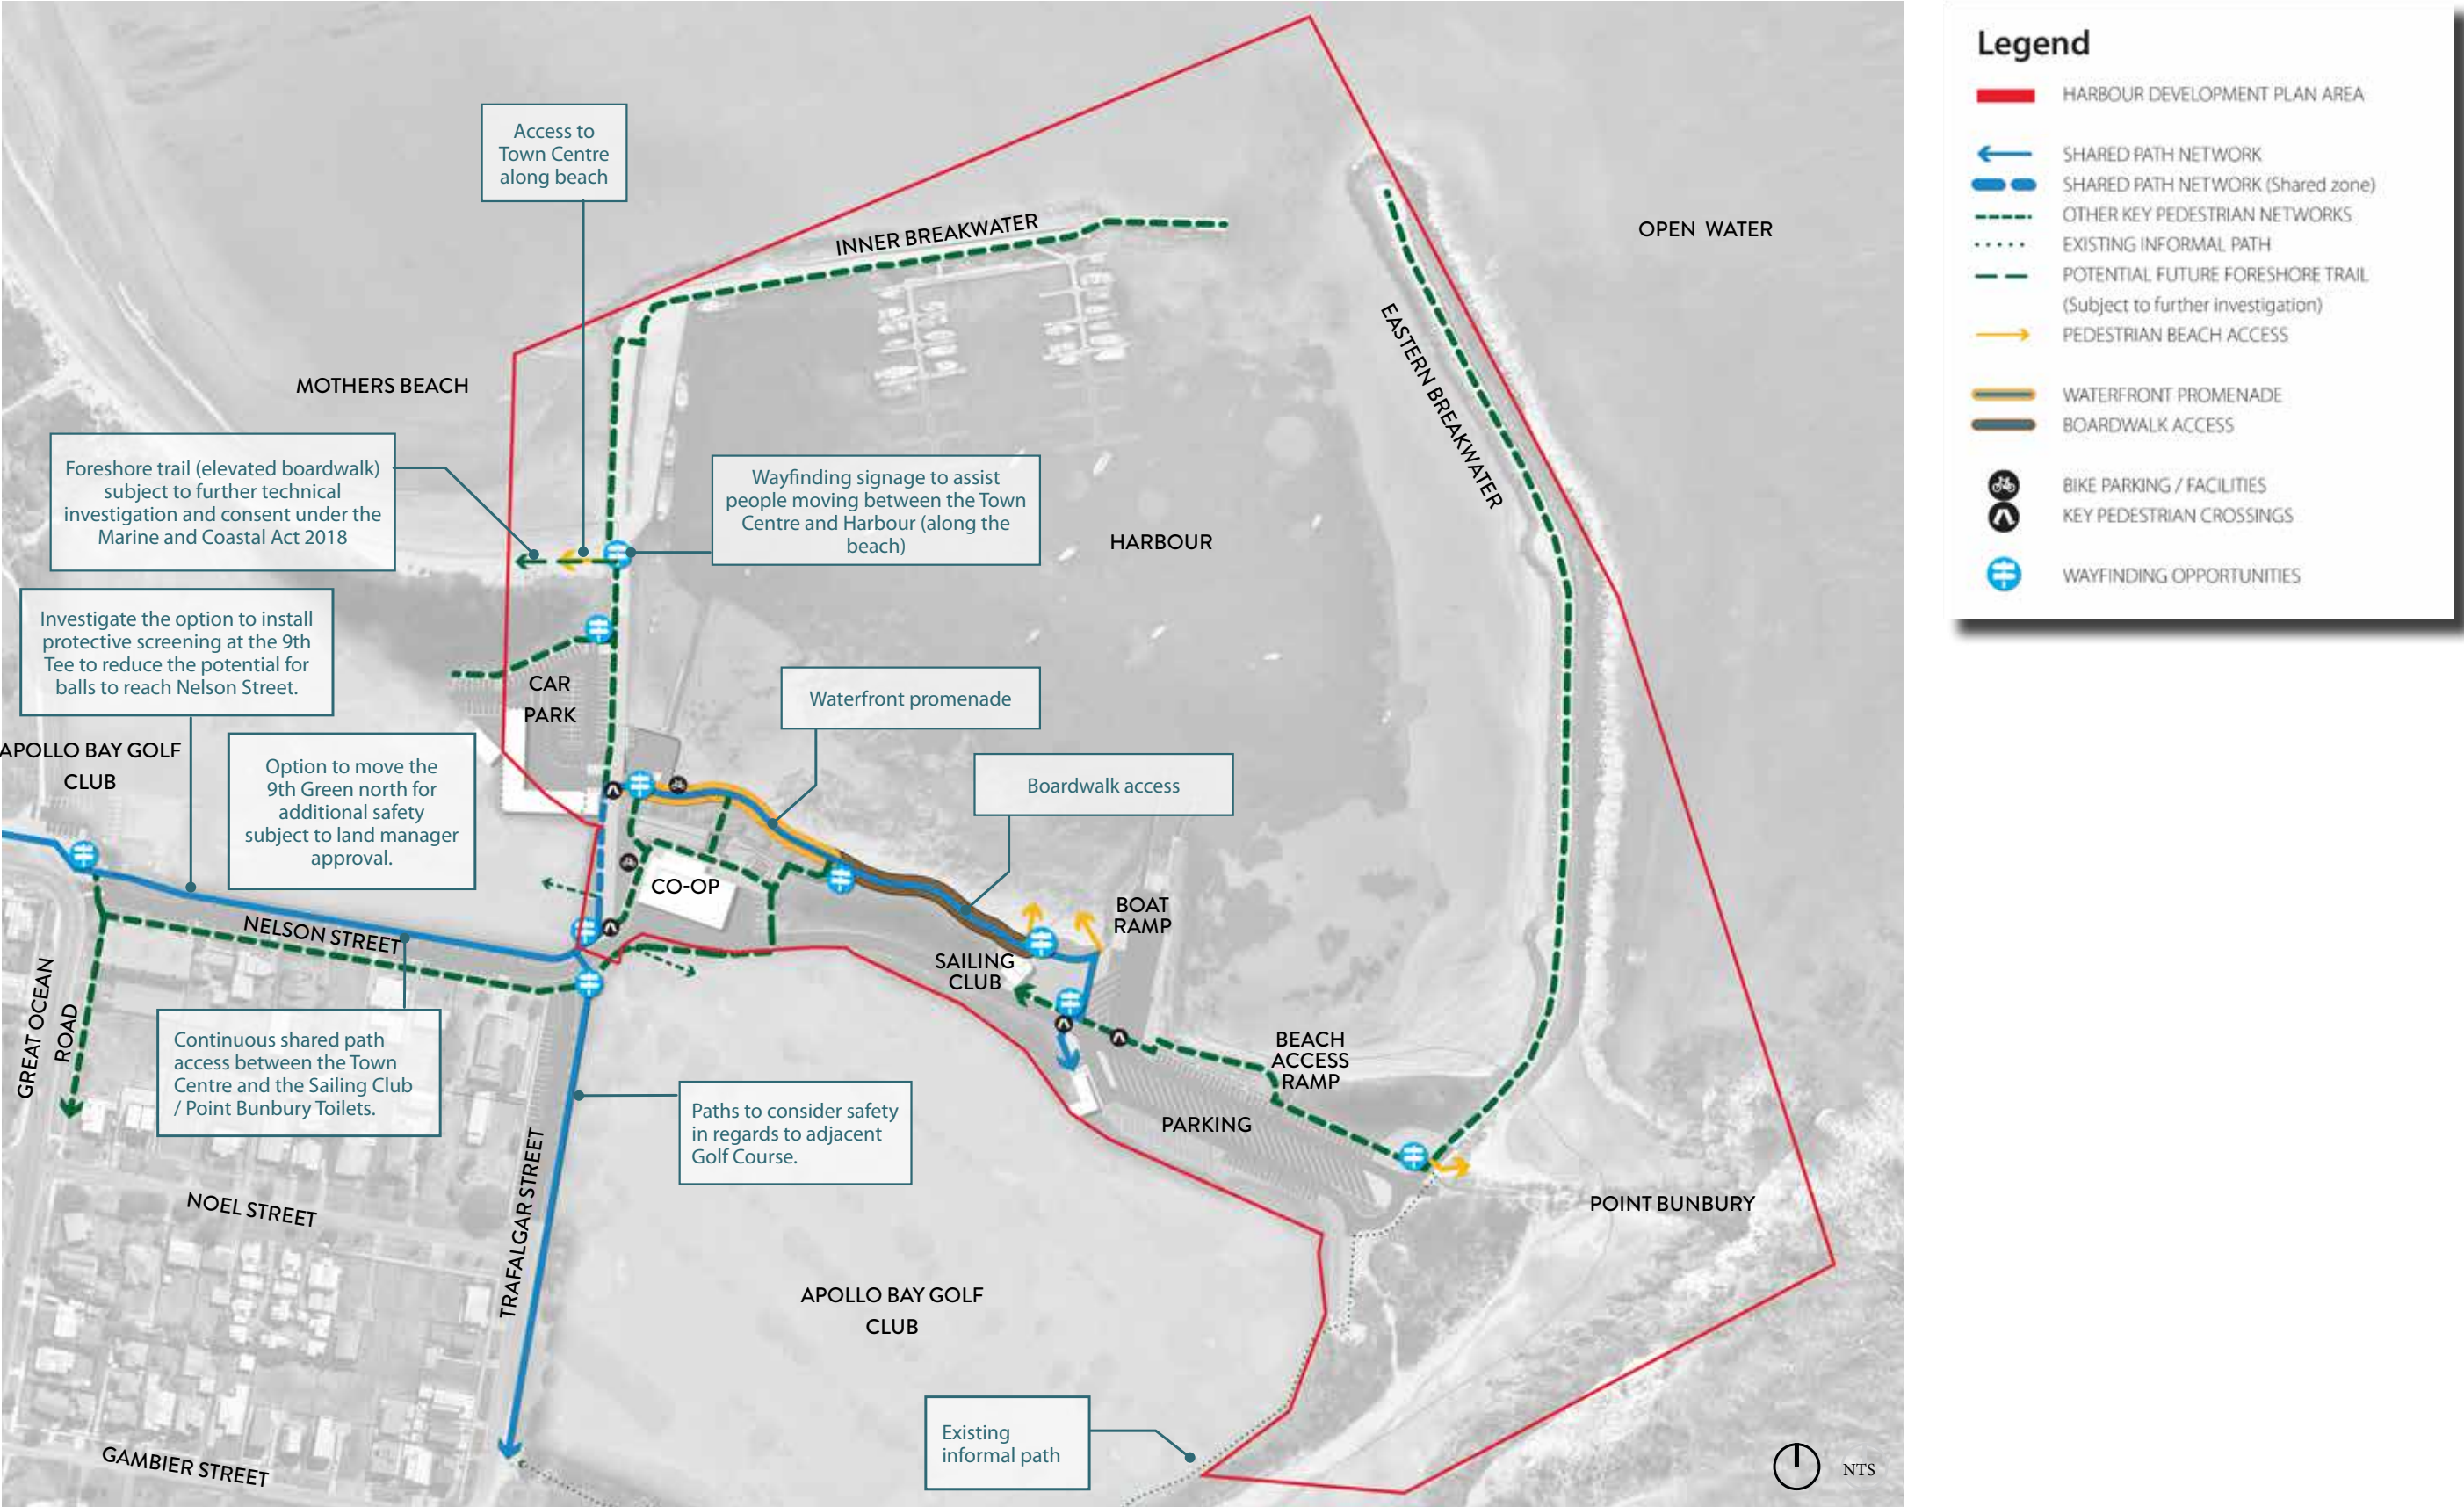 Legend
HARBOUR DEVELOPMENT PLAN AREA
SHARED PATH NETWORK
SHARED PATH NETWORK (Shared zone)
OTHER KEY PEDESTRIAN NETWORKS
EXISTING INFORMAL PATH
POTENTIAL FUTURE FORESHORE TRAIL
(Subject to further investigation)
PEDESTRIAN BEACH ACCESS
WATERFRONT PROMENADE
BOARDWALK ACCESS
BIKE PARKING / FACILITIES
KEY PEDESTRIAN CROSSINGS
WAYFINDING OPPORTUNITIES
Access to
Town Centre
along beach
INNER BREAKWATER
OPEN WATER
EASTERN BREAKWATER
MOTHERS BEACH
Foreshore trail (elevated boardwalk)
subject to further technical
investigation and consent under the
Marine and Coastal Act 2018
Wayfinding signage to assist
people moving between the Town
Centre and Harbour (along the
beach)
HARBOUR
Investigate the option to install
protective screening at the 9th
Tee to reduce the potential for
balls to reach Nelson Street.
CAR
PARK
Waterfront promenade
APOLLO BAY GOLF
CLUB
Option to move the
9th Green north for
additional safety
subject to land manager
approval.
Boardwalk access
CO-OP
BOAT
RAMP
NELSON STREET
SAILING
CLUB
GREAT OCEAN
ROAD
Continuous shared path
access between the Town
Centre and the Sailing Club
/ Point Bunbury Toilets.
BEACH
ACCESS
RAMP
Paths to consider safety
in regards to adjacent
Golf Course.
PARKING
TRAFALGAR STREET
NOEL STREET
POINT BUNBURY
APOLLO BAY GOLF
CLUB
Existing
informal path
GAMBIER STREET
NTS